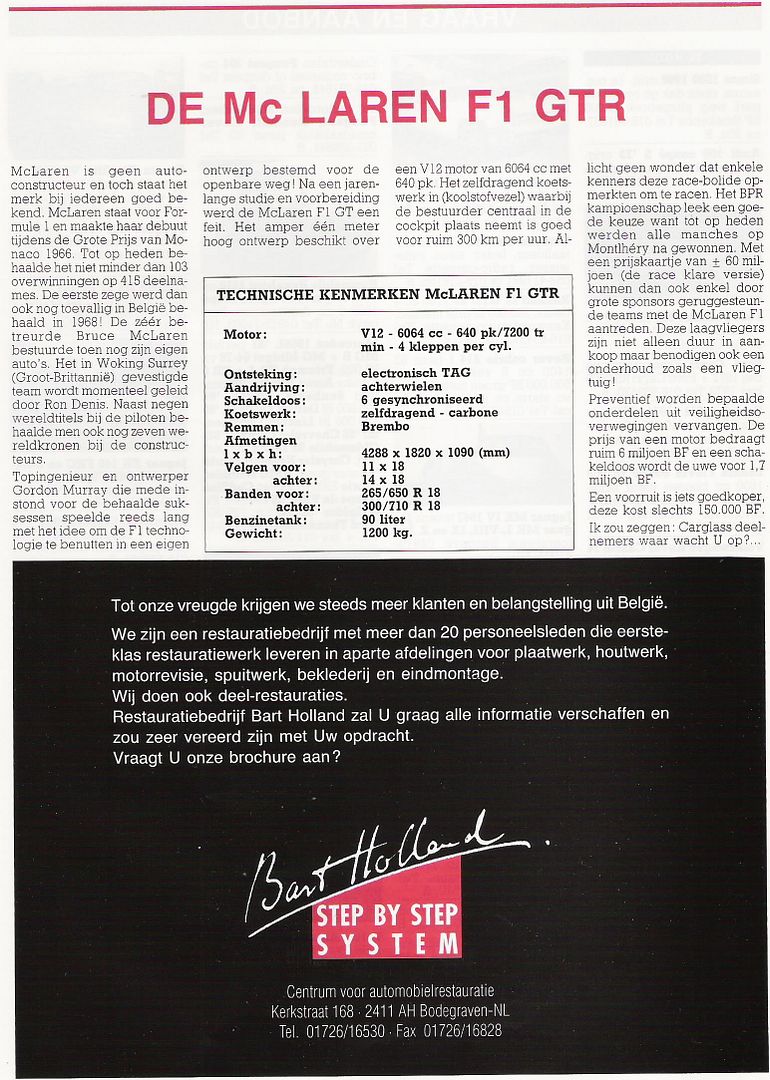 DE Mc LAREN F1 GTR
McLaren is geen auto-
constructeur en toch staat het
merk bij iedereen goed be-
kend. McLaren staat voor For-
mule 1 en maakte haar debuut
tijdens de Grote Prijs van Mo-
naco 1966. Tot op heden be-
haalde het niet minder dan 103
overwinningen op 415 deelna-
mes. De eerste zege werd dan
ook nog toevallig in België be-
haald in 1968! De zéér be-
treurde Bruce McLaren
bestuurde toen nog zijn eigen
auto's. Het in Woking Surrey
(Groot-Brittannië) gevestigde
team wordt momenteel geleid
door Ron Denis. Naast negen
wereldtitels bij de piloten be-
haalde men ook nog zeven we-
reldkronen bij de construc-
teurs.
Topingenieur en ontwerper
Gordon Murray die mede in-
stond voor de behaalde suk-
sessen speelde reeds lang
met het idee om de F1 techno-
logie te benutten in een eigen
ontwerp bestemd voor de
openbare weg! Na een jaren-
lange studie en voorbereiding
werd de McLaren F1 GT een
feit. Het amper één meter
hoog ontwerp beschikt over
een V12 motor van 6064 cc met
640 pk. Het zelfdragend koets-
werk in (koolstofvezel) waarbij
de bestuurder centraal in de
cockpit plaats neemt is goed
voor ruim 300 km per uur. Al-
licht geen wonder dat enkele
kenners deze race-bolide op-
merkten om te racen. Het BPR
kampioenschap leek een goe-
de keuze want tot op heden
werden alle manches op
Montlhéry na gewonnen. Met
een prijskaartje van ± 60 mil-
joen (de race klare versie)
kunnen dan ook enkel door
grote sponsors geruggesteun-
de teams met de McLaren F1
aantreden. Deze laagvliegers
zijn niet alleen duur in aan-
koop maar benodigen ook een
onderhoud zoals een vlieg-
tuig!
Preventief worden bepaalde
onderdelen uit veiligheidso-
verwegingen vervangen. De
prijs van een motor bedraagt
ruim 6 miljoen BF en een scha-
keldoos wordt de uwe voor 1,7
miljoen BF.
Een voorruit is iets goedkoper,
deze kost slechts 150.000 BF.
Ik zou zeggen: Carglass deel-
nemers waar wacht U op?...
TECHNISCHE KENMERKEN McLAREN F1 GTR
Motor: V12 - 6064 cc - 640 pk/7200 tr
min - 4 kleppen per cyl.
Ontsteking: electronisch TAG
Aandrijving: achterwielen
Schakeldoos: 6 gesynchroniseerd
Koetswerk: zelfdragend - carbone
Remmen: Brembo
Afmetingen
l x b x h: 4288 x 1820 x 1090 (mm)
Velgen voor: 11 x 18
achter: 14 x 18
Banden voor: 265/650 R 18
achter: 300/710 R 18
Benzinetank: 90 liter
Gewicht: 1200 kg.
Tot onze vreugde krijgen we steeds meer klanten en belangstelling uit België.
We zijn een restauratiebedrijf met meer dan 20 personeelsleden die eerste-
klas restauratiewerk leveren in aparte afdelingen voor plaatwerk, houtwerk,
motorrevisie, spuitwerk, beklederij en eindmontage.
Wij doen ook deel-restauraties.
Restauratiebedrijf Bart Holland zal U graag alle informatie verschaffen en
zou zeer vereerd zijn met Uw opdracht.
Vraagt U onze brochure aan?
Bart Holland.
STEP BY STEP
SYSTEM
Centrum voor automobielrestauratie
Kerkstraat 168 · 2411 AH Bodegraven-NL
Tel. 01726/16530 · Fax 01726/16828